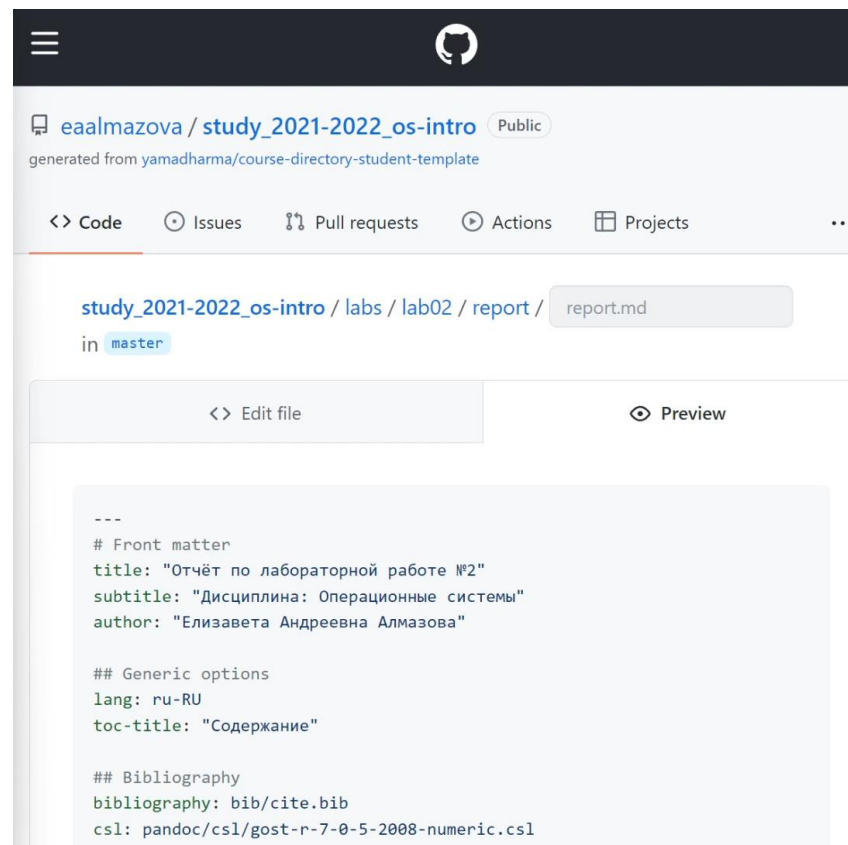 eaalmazova / study_2021-2022_os-intro Public
generated from yamadharma/course-directory-student-template
<> Code Issues Pull requests Actions Projects ..
study_2021-2022_os-intro / labs / lab02 / report / report.md
in master
<> Edit file Preview
---
# Front matter
title: "Отчёт по лабораторной работе №2"
subtitle: "Дисциплина: Операционные системы"
author: "Елизавета Андреевна Алмазова"
## Generic options
lang: ru-RU
toc-title: "Содержание"
## Bibliography
bibliography: bib/cite.bib
csl: pandoc/csl/gost-r-7-0-5-2008-numeric.csl